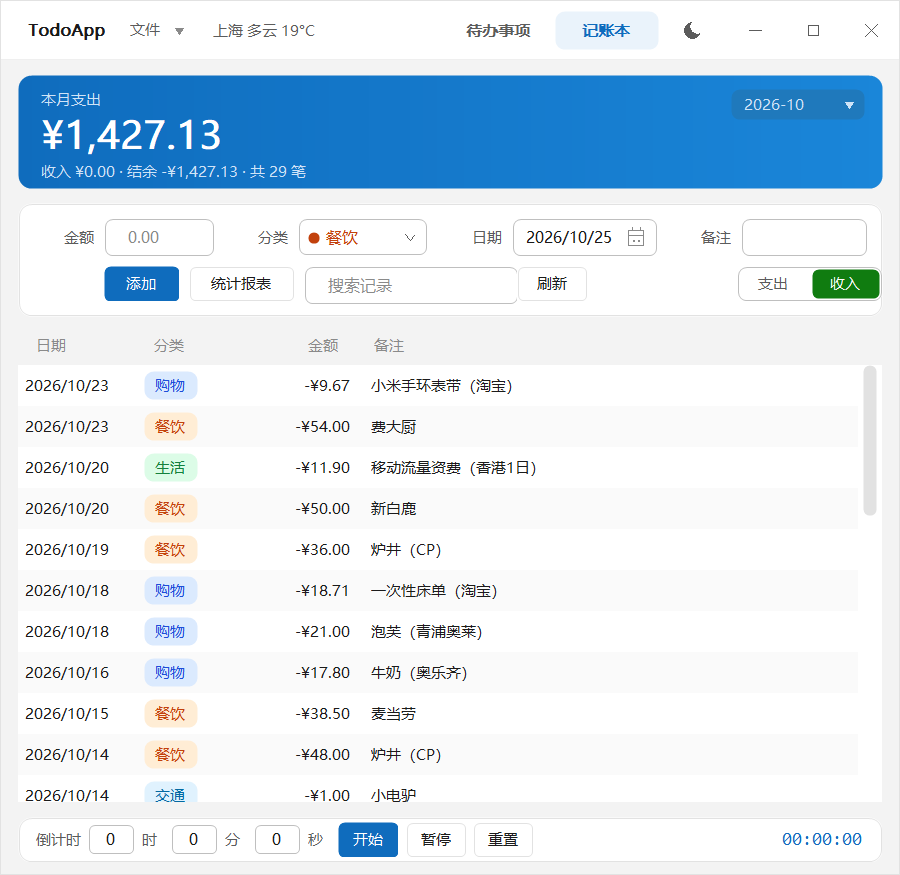 TodoApp 文件 上海 多云 19°C 待办事项 记账本
本月支出
2026-10
¥1,427.13
收入 ¥0.00 · 结余 -¥1,427.13 · 共 29 笔
金额 0.00 分类 餐饮 日期 2026/10/25 备注
添加 统计报表 搜索记录 刷新 支出 收入
日期 分类 金额 备注
2026/10/23 购物 -¥9.67 小米手环表带（淘宝）
2026/10/23 餐饮 -¥54.00 费大厨
2026/10/20 生活 -¥11.90 移动流量资费（香港1日）
2026/10/20 餐饮 -¥50.00 新白鹿
2026/10/19 餐饮 -¥36.00 炉井（CP）
2026/10/18 购物 -¥18.71 一次性床单（淘宝）
2026/10/18 购物 -¥21.00 泡芙（青浦奥莱）
2026/10/16 购物 -¥17.80 牛奶（奥乐齐）
2026/10/15 餐饮 -¥38.50 麦当劳
2026/10/14 餐饮 -¥48.00 炉井（CP）
2026/10/14 交通 -¥1.00 小电驴
倒计时 0 时 0 分 0 秒 开始 暂停 重置 00:00:00